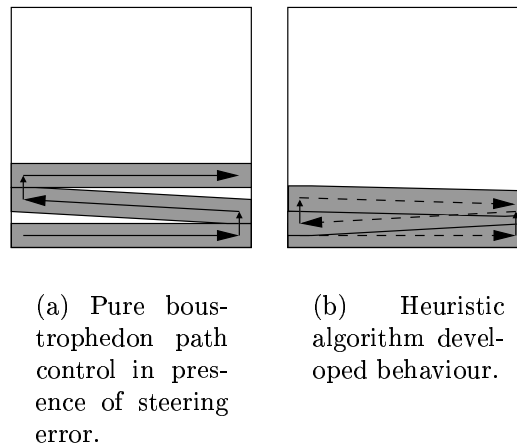 (a) Pure bous-
trophedon path
control in pres-
ence of steering
error.
(b) Heuristic
algorithm devel-
oped behaviour.